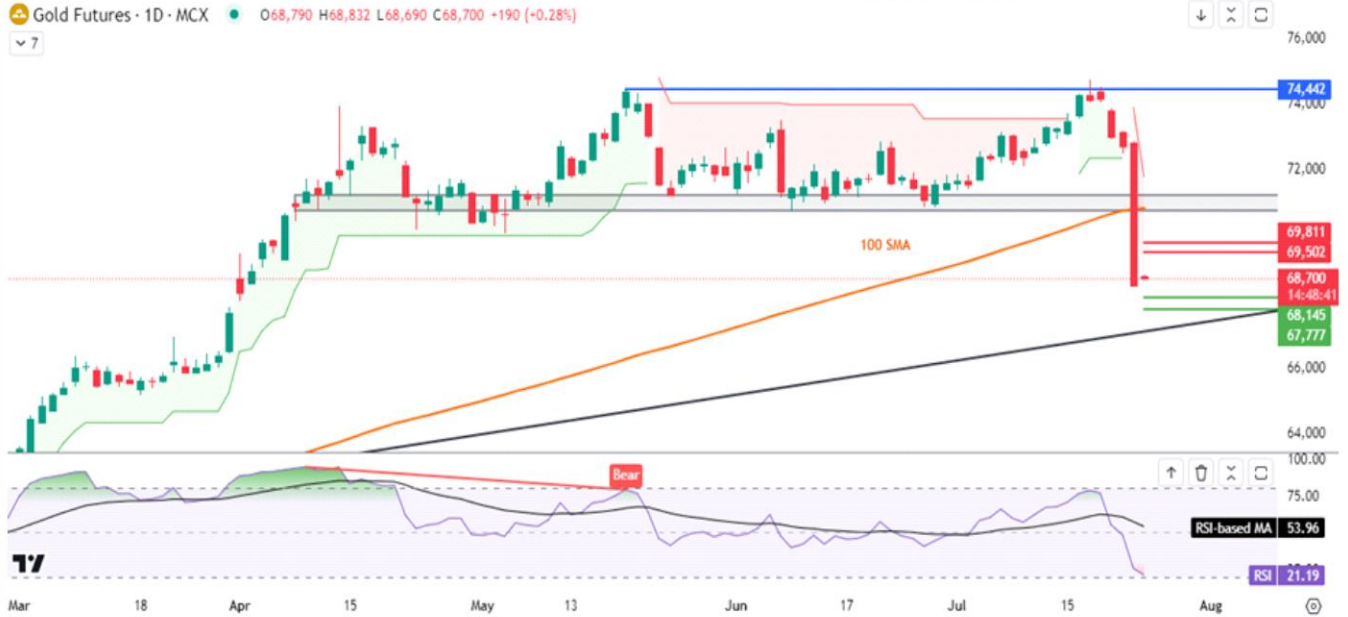 Gold Futures · 1D · MCX O68,790 H68,832 L68,690 C68,700 +190 (+0.28%)
7
76,000
74,442
74,000
72,000
69,811
69,502
100 SMA
68,700
14:48:41
68,145
67,777
66,000
64,000
100.00
Bear
75.00
RSI-based MA 53.96
RSI 21.19
Mar 18 Apr 15 May 13 Jun 17 Jul 15 Aug